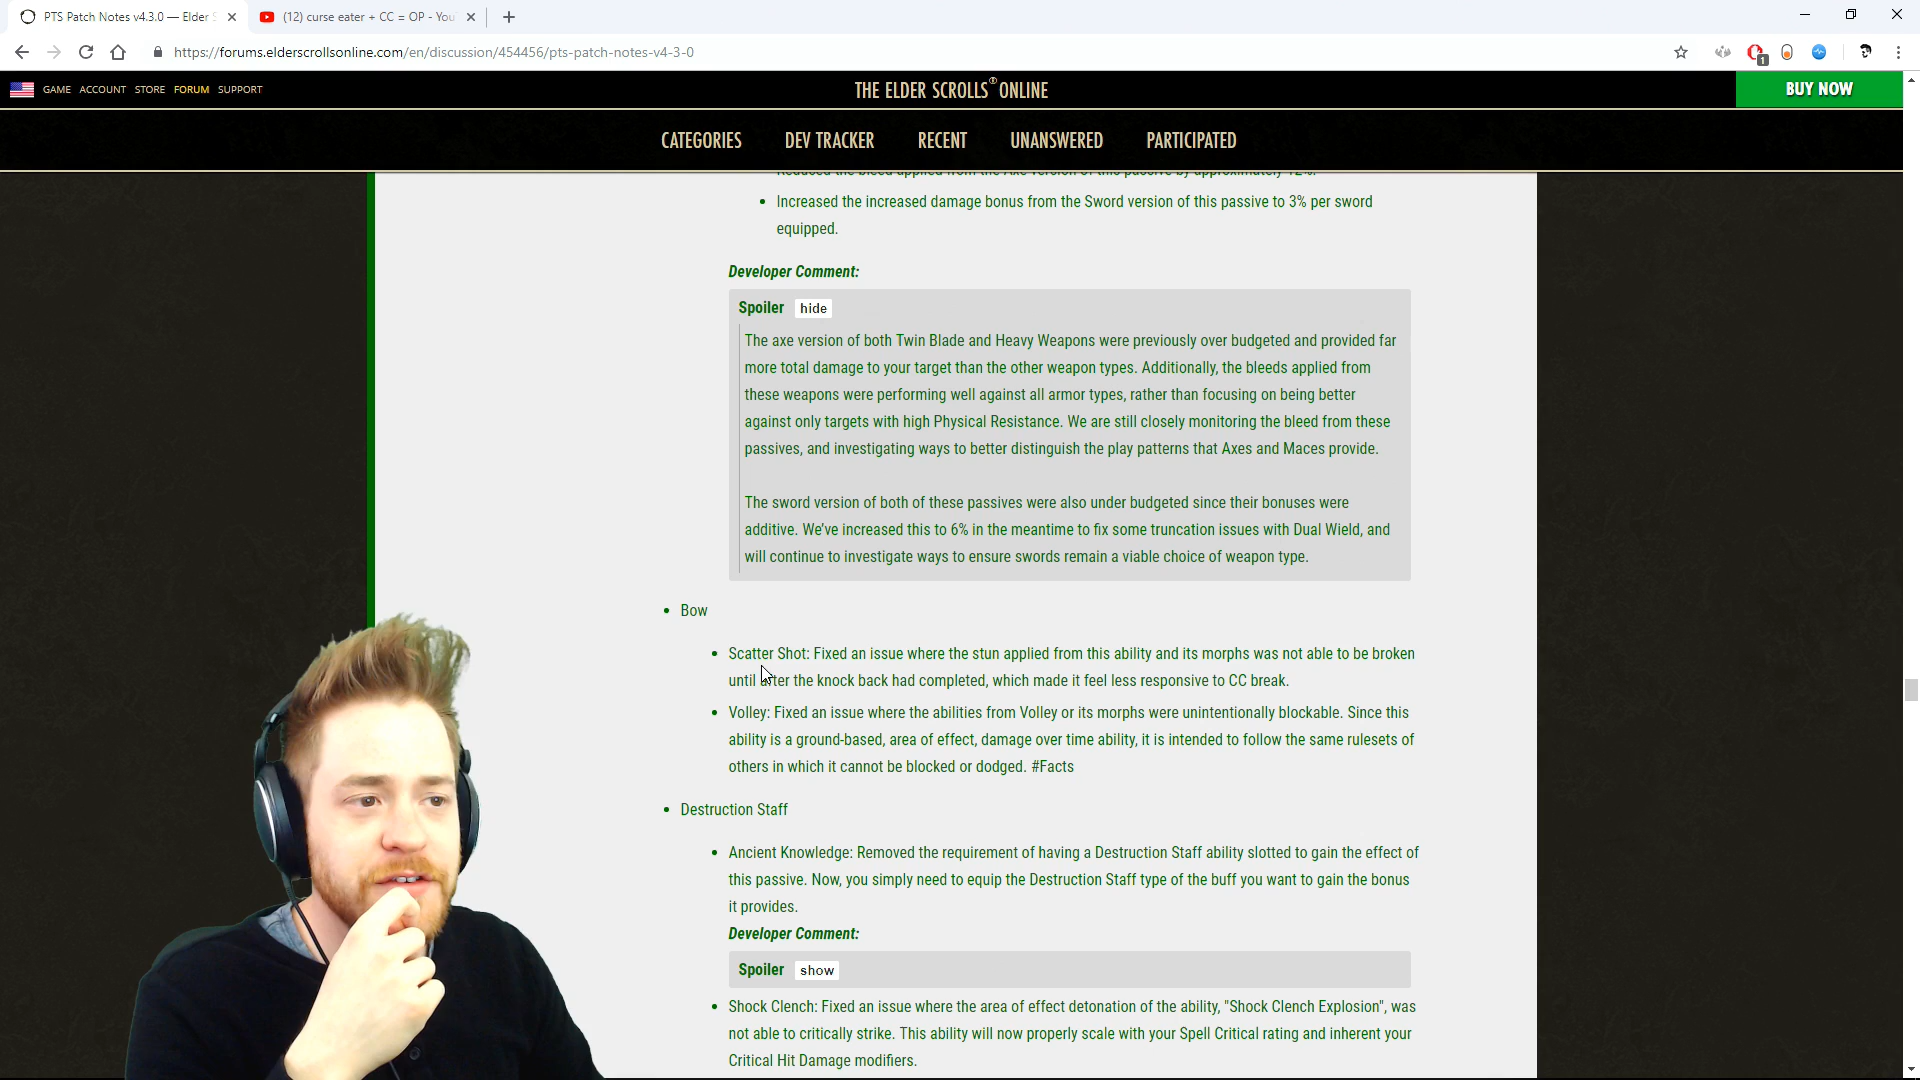 PTS Patch Notes v4.3.0 — Elder S
(12) curse eater + CC = OP - You
https://forums.elderscrollsonline.com/en/discussion/454456/pts-patch-notes-v4-3-0
1
GAME ACCOUNT STORE FORUM SUPPORT
THE ELDER SCROLLS ONLINE
BUY NOW
CATEGORIES DEV TRACKER RECENT UNANSWERED PARTICIPATED
Reduced the bleed applied from the Axe version of this passive by approximately 12%.
• Increased the increased damage bonus from the Sword version of this passive to 3% per sword
equipped.
Developer Comment:
Spoiler hide
The axe version of both Twin Blade and Heavy Weapons were previously over budgeted and provided far
more total damage to your target than the other weapon types. Additionally, the bleeds applied from
these weapons were performing well against all armor types, rather than focusing on being better
against only targets with high Physical Resistance. We are still closely monitoring the bleed from these
passives, and investigating ways to better distinguish the play patterns that Axes and Maces provide.
The sword version of both of these passives were also under budgeted since their bonuses were
additive. We've increased this to 6% in the meantime to fix some truncation issues with Dual Wield, and
will continue to investigate ways to ensure swords remain a viable choice of weapon type.
• Bow
• Scatter Shot: Fixed an issue where the stun applied from this ability and its morphs was not able to be broken
until after the knock back had completed, which made it feel less responsive to CC break.
• Volley: Fixed an issue where the abilities from Volley or its morphs were unintentionally blockable. Since this
ability is a ground-based, area of effect, damage over time ability, it is intended to follow the same rulesets of
others in which it cannot be blocked or dodged. #Facts
• Destruction Staff
• Ancient Knowledge: Removed the requirement of having a Destruction Staff ability slotted to gain the effect of
this passive. Now, you simply need to equip the Destruction Staff type of the buff you want to gain the bonus
it provides.
Developer Comment:
Spoiler show
• Shock Clench: Fixed an issue where the area of effect detonation of the ability, "Shock Clench Explosion", was
not able to critically strike. This ability will now properly scale with your Spell Critical rating and inherent your
Critical Hit Damage modifiers.